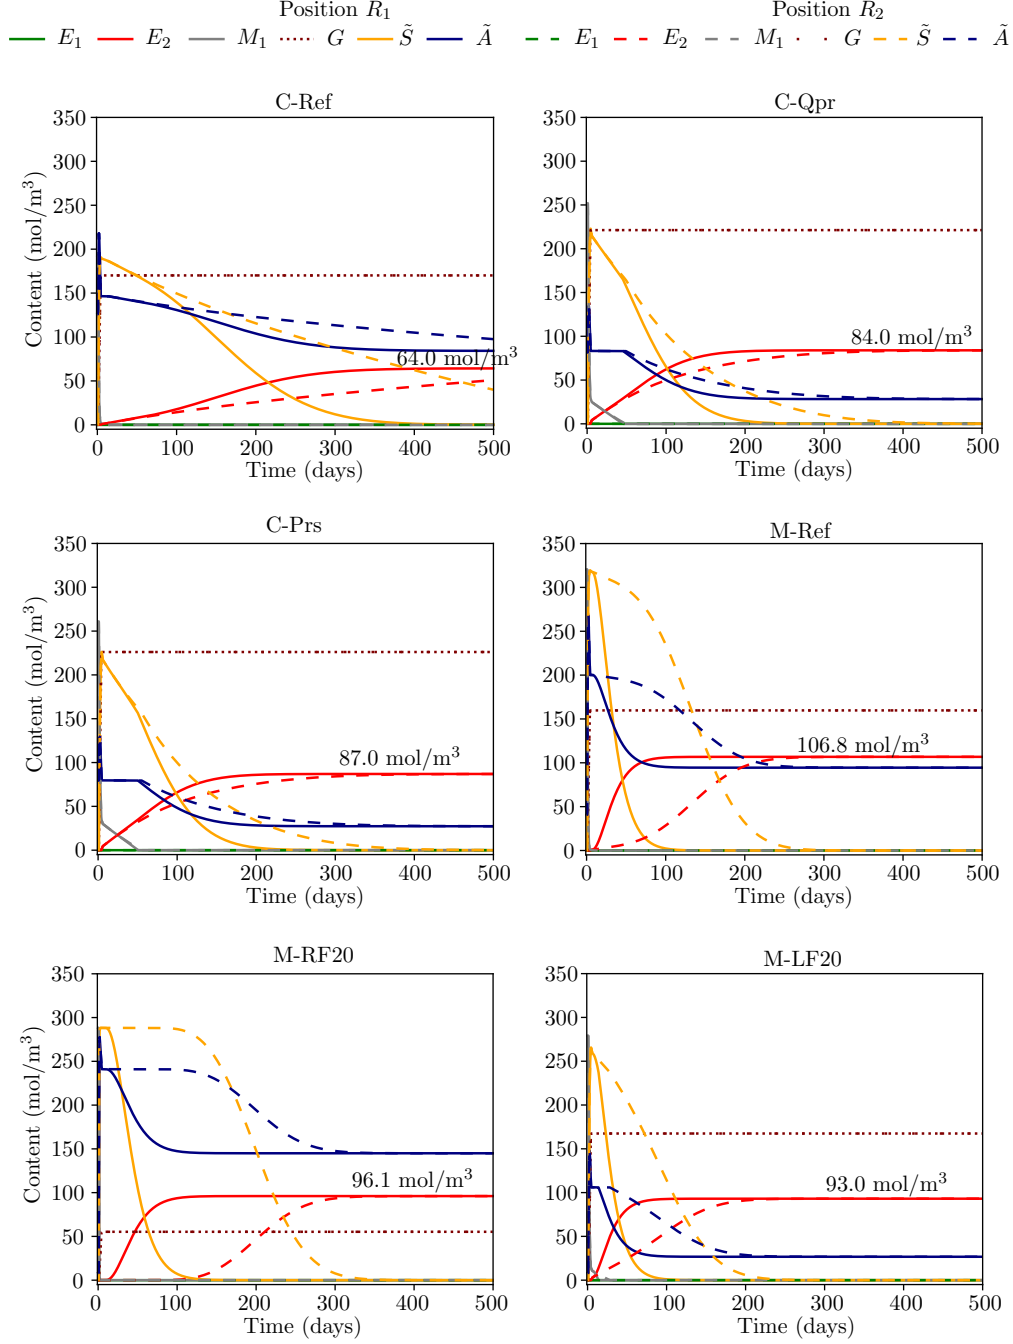 Position R₁ Position R₂
E₁ E₂ M₁ G S̃ Ã E₁ E₂ M₁ G S̃ Ã
C-Ref
350
300
250
200
150
100
50
0
Content (mol/m³)
64.0 mol/m³
0 100 200 300 400 500
Time (days)
C-Qpr
350
300
250
200
150
100
50
0
84.0 mol/m³
0 100 200 300 400 500
Time (days)
C-Prs
350
300
250
200
150
100
50
0
Content (mol/m³)
87.0 mol/m³
0 100 200 300 400 500
Time (days)
M-Ref
350
300
250
200
150
100
50
0
106.8 mol/m³
0 100 200 300 400 500
Time (days)
M-RF20
350
300
250
200
150
100
50
0
Content (mol/m³)
96.1 mol/m³
0 100 200 300 400 500
Time (days)
M-LF20
350
300
250
200
150
100
50
0
93.0 mol/m³
0 100 200 300 400 500
Time (days)